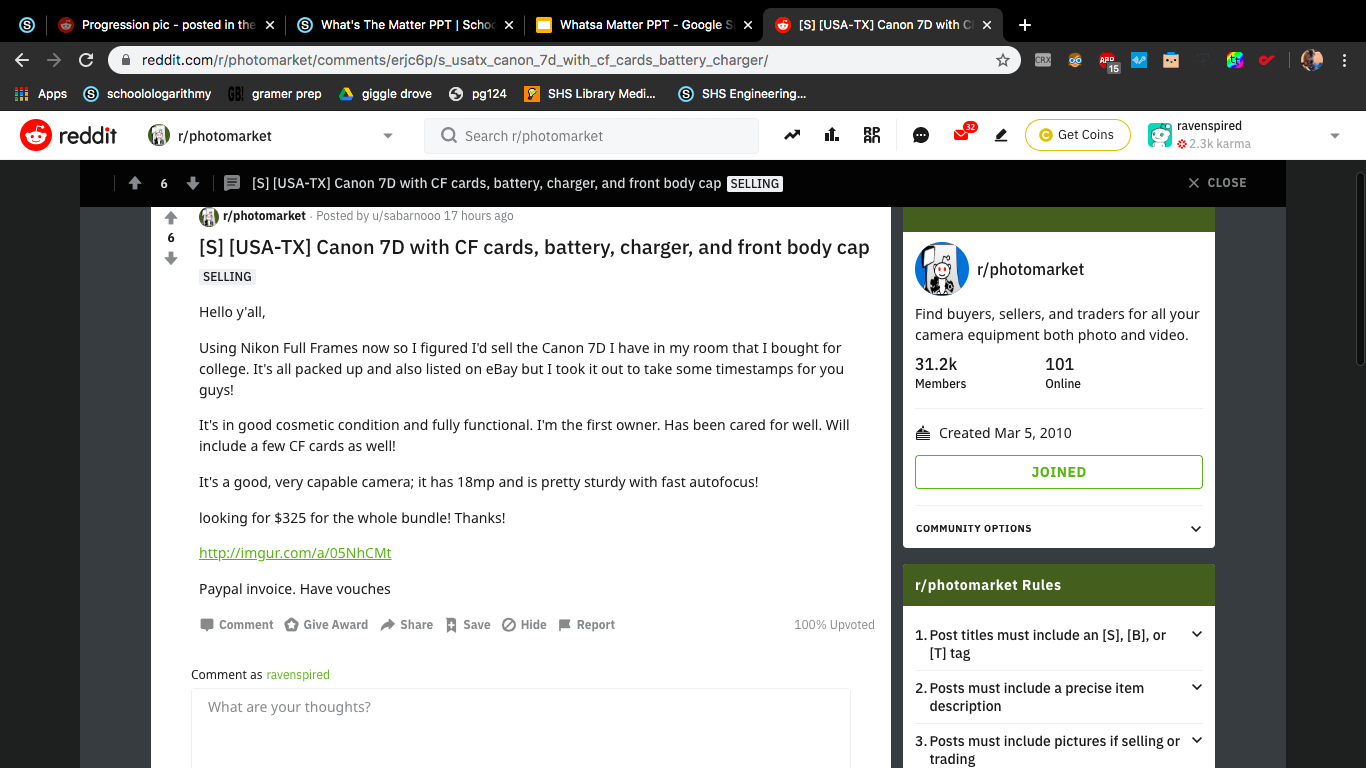 Progression pic - posted in the
What's The Matter PPT | Schoo
Whatsa Matter PPT - Google S
[S] [USA-TX] Canon 7D with C
reddit.com/r/photomarket/comments/erjc6p/s_usatx_canon_7d_with_cf_cards_battery_charger/
CRX
ABP
15
Apps
schoolologarithmy
GB!
gramer prep
giggle drove
pg124
SHS Library Medi...
SHS Engineering...
reddit
r/photomarket
Search r/photomarket
32
Get Coins
ravenspired
2.3k karma
6
[S] [USA-TX] Canon 7D with CF cards, battery, charger, and front body cap
SELLING
CLOSE
r/photomarket · Posted by u/sabarnooo 17 hours ago
6
[S] [USA-TX] Canon 7D with CF cards, battery, charger, and front body cap
SELLING
Hello y'all,
Using Nikon Full Frames now so I figured I'd sell the Canon 7D I have in my room that I bought for
college. It's all packed up and also listed on eBay but I took it out to take some timestamps for you
guys!
It's in good cosmetic condition and fully functional. I'm the first owner. Has been cared for well. Will
include a few CF cards as well!
It's a good, very capable camera; it has 18mp and is pretty sturdy with fast autofocus!
looking for $325 for the whole bundle! Thanks!
http://imgur.com/a/05NhCMt
Paypal invoice. Have vouches
Comment
Give Award
Share
Save
Hide
Report
100% Upvoted
Comment as ravenspired
What are your thoughts?
r/photomarket
Find buyers, sellers, and traders for all your
camera equipment both photo and video.
31.2k
Members
101
Online
Created Mar 5, 2010
JOINED
COMMUNITY OPTIONS
r/photomarket Rules
1. Post titles must include an [S], [B], or
[T] tag
2. Posts must include a precise item
description
3. Posts must include pictures if selling or
trading